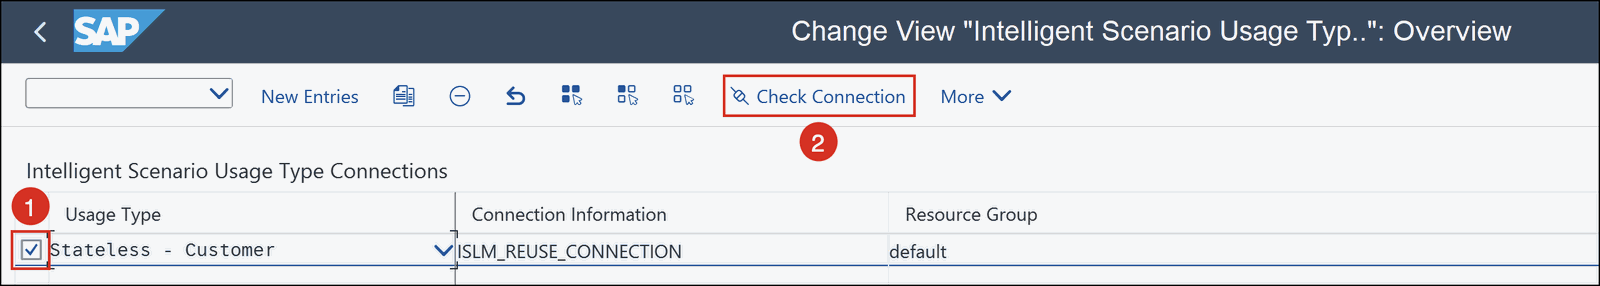 SAP
Change View "Intelligent Scenario Usage Typ..": Overview
New Entries
Check Connection
More
2
Intelligent Scenario Usage Type Connections
1
Usage Type
Connection Information
Resource Group
Stateless - Customer
ISLM_REUSE_CONNECTION
default